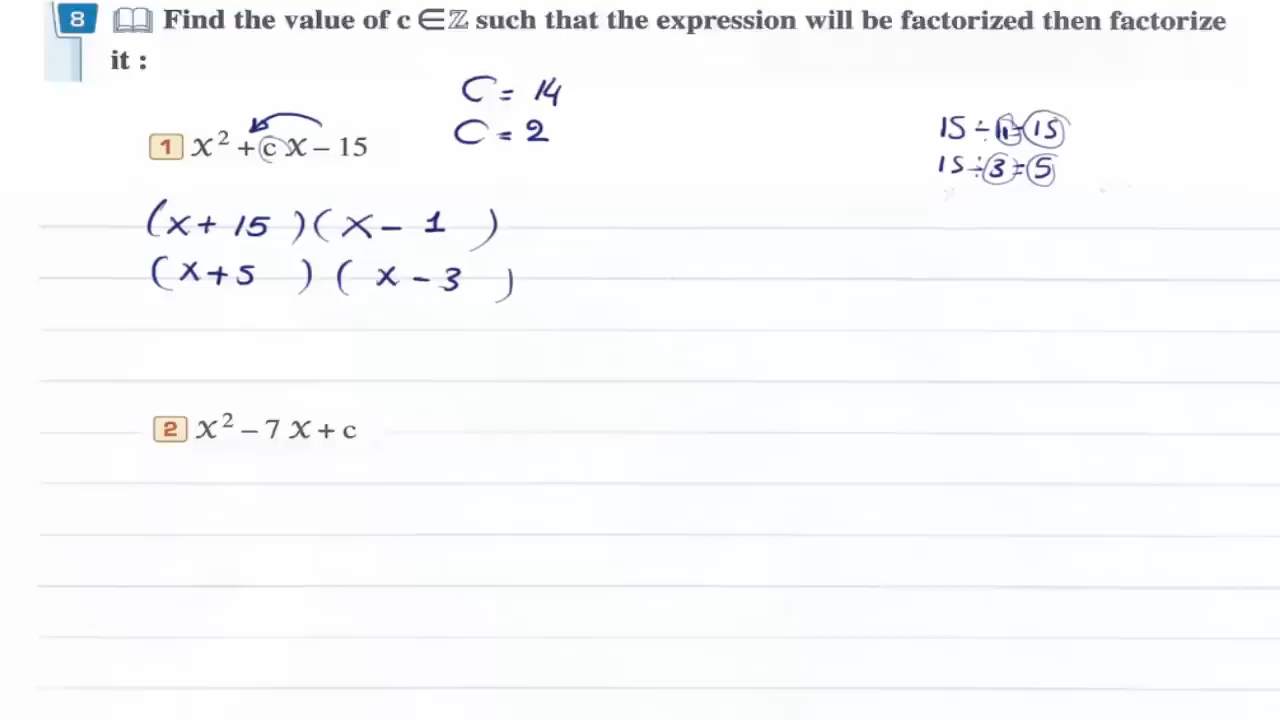 8 Find the value of c ∈ ℤ such that the expression will be factorized then factorize
it :
C = 14
C = 2
1 x² + c x – 15
15 ÷ 1 = 15
15 ÷ 3 = 5
(x + 15 ) ( x – 1 )
(x + 5 ) ( x – 3 )
2 x² – 7 x + c